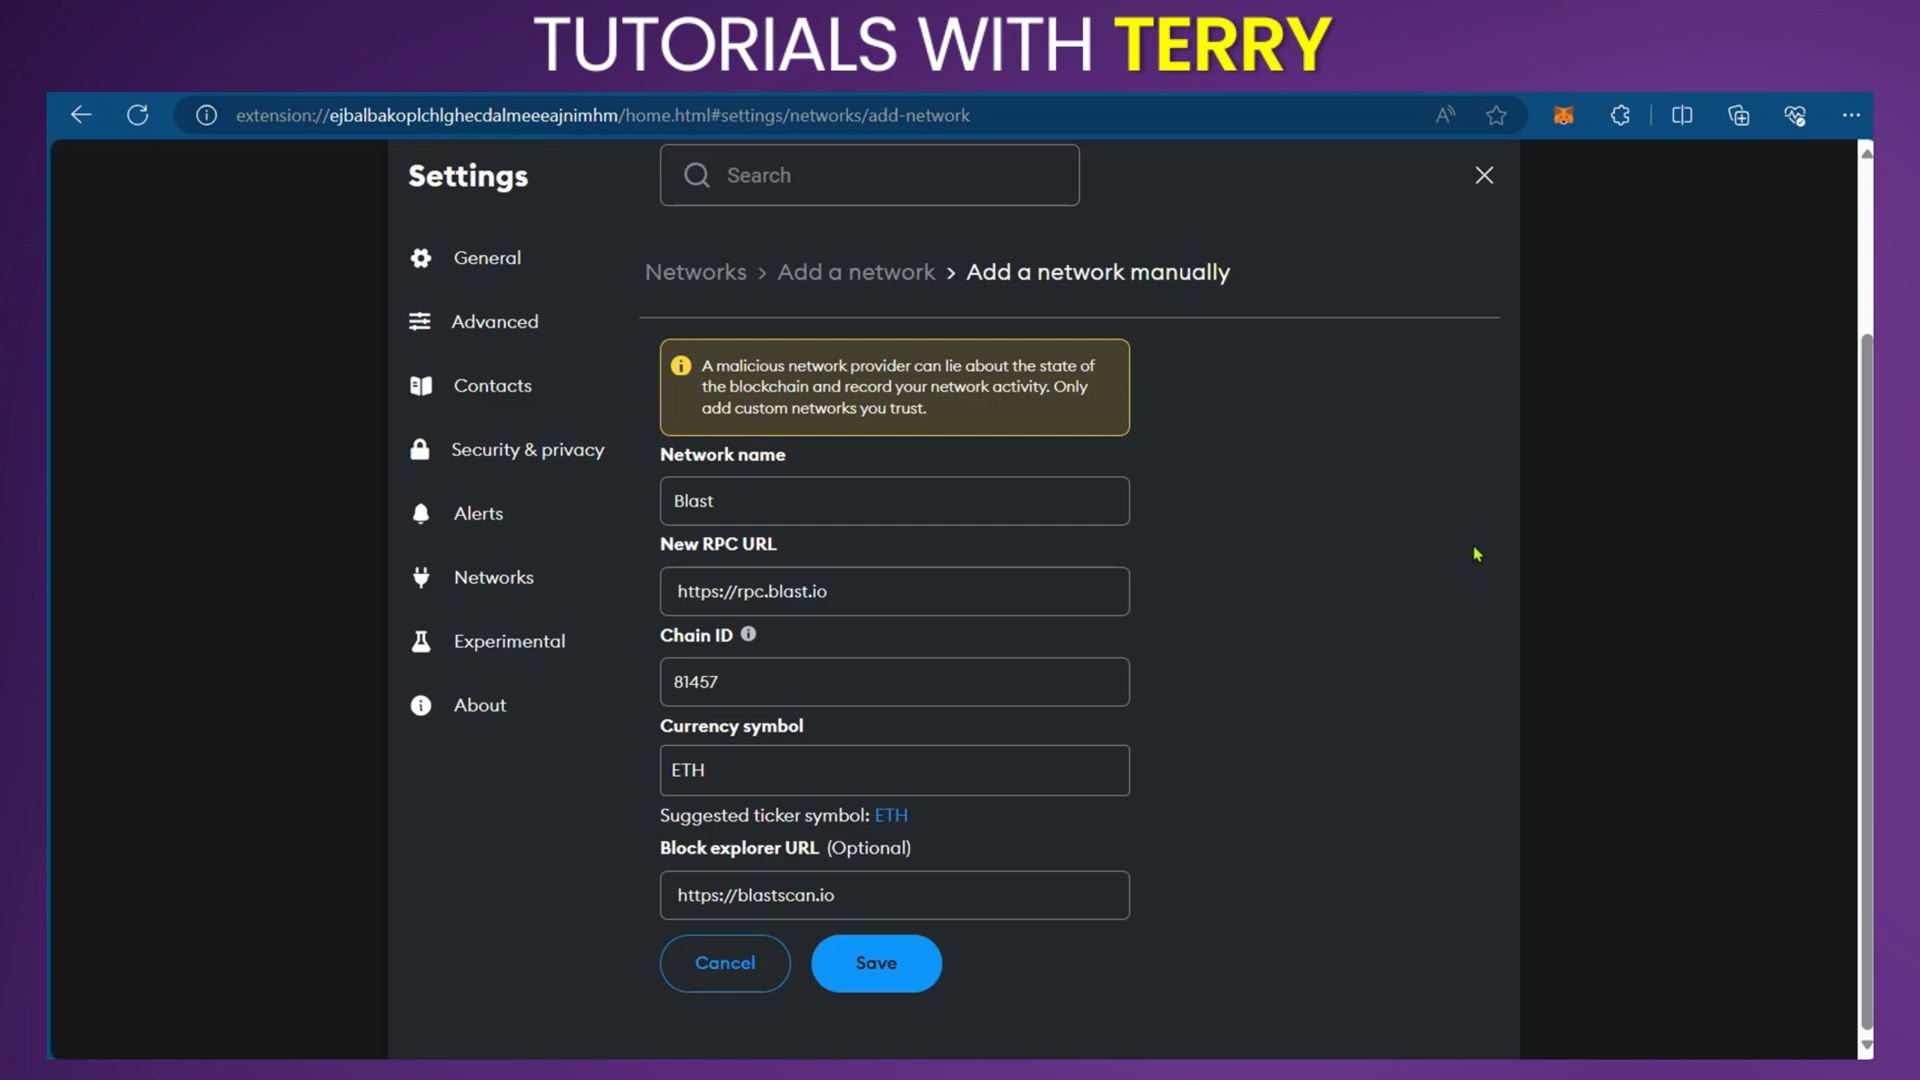 TUTORIALS WITH TERRY
extension://ejbalbakoplchlghecdalmeeeajnimhm/home.html#settings/networks/add-network
Settings
Search
General
Advanced
Contacts
Security & privacy
Alerts
Networks
Experimental
About
Networks > Add a network > Add a network manually
A malicious network provider can lie about the state of
the blockchain and record your network activity. Only
add custom networks you trust.
Network name
Blast
New RPC URL
https://rpc.blast.io
Chain ID
81457
Currency symbol
ETH
Suggested ticker symbol: ETH
Block explorer URL (Optional)
https://blastscan.io
Cancel
Save